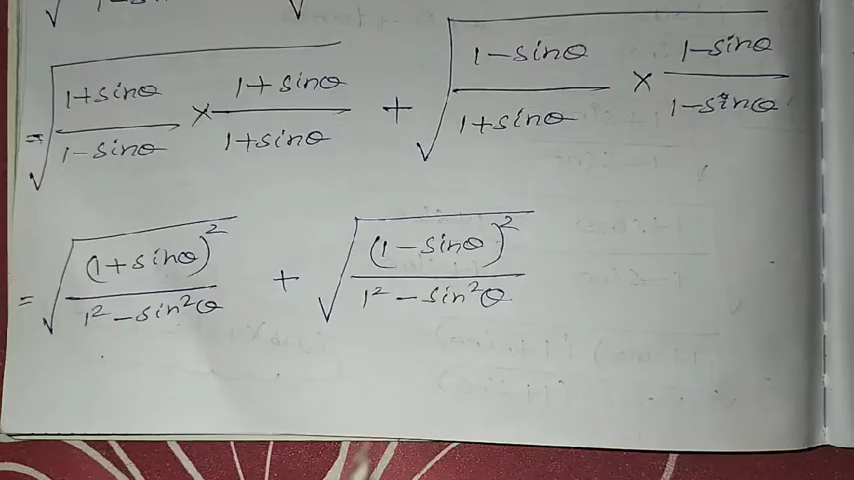 = √((1+sinθ)/(1-sinθ) × (1+sinθ)/(1+sinθ)) + √((1-sinθ)/(1+sinθ) × (1-sinθ)/(1-sinθ))
= √((1+sinθ)²/(1²-sin²θ)) + √((1-sinθ)²/(1²-sin²θ))